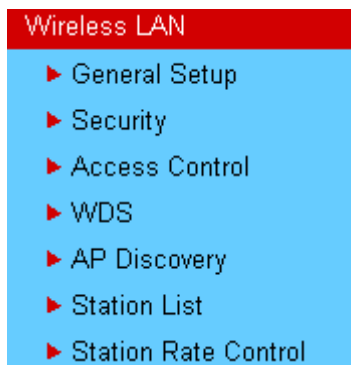 Wireless LAN
General Setup
Security
Access Control
WDS
AP Discovery
Station List
Station Rate Control